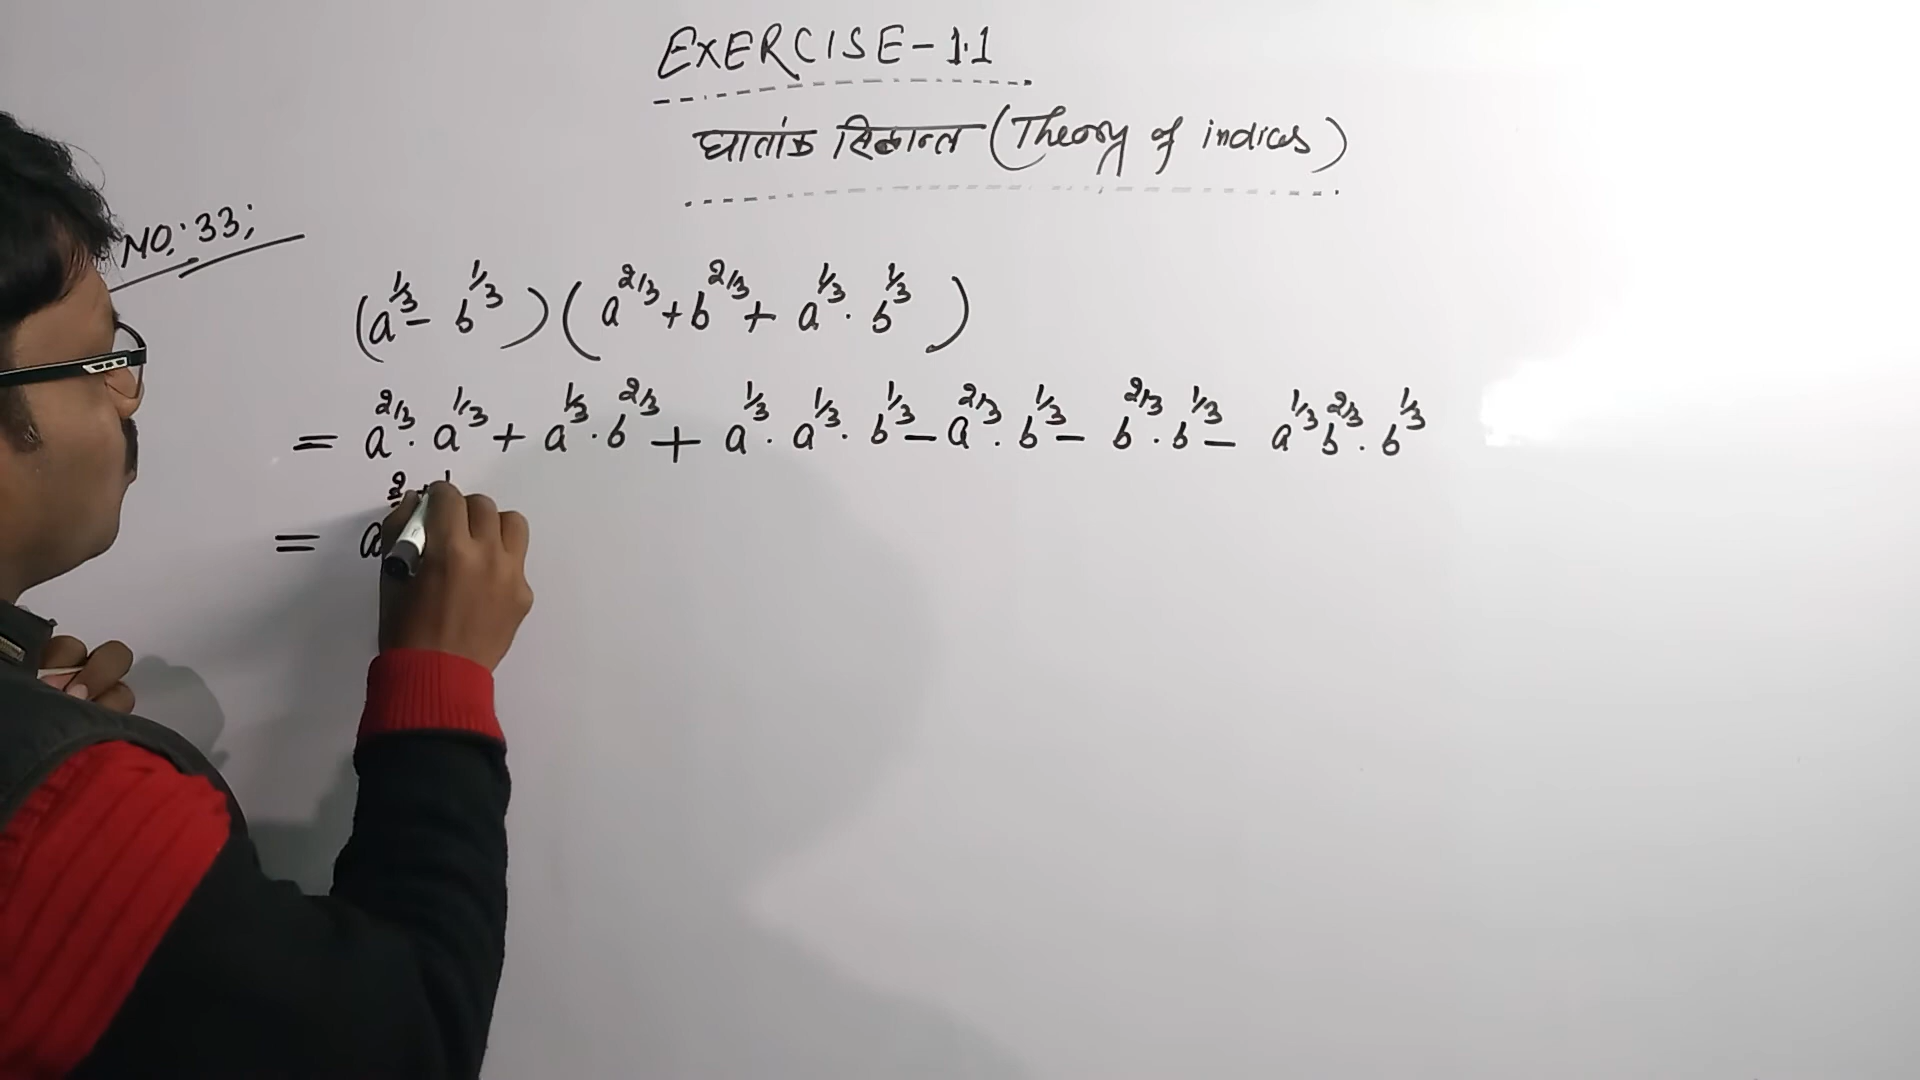 EXERCISE-1.1
घातांक सिद्धान्त (Theory of indices)
NO: 33;
(a^1/3 - b^1/3)(a^2/3 + b^2/3 + a^1/3 . b^1/3)
= a^2/3 . a^1/3 + a^1/3 . b^2/3 + a^1/3 . a^1/3 . b^1/3 - a^2/3 . b^1/3 - b^2/3 . b^1/3 - a^1/3 b^2/3 . b^1/3
= a